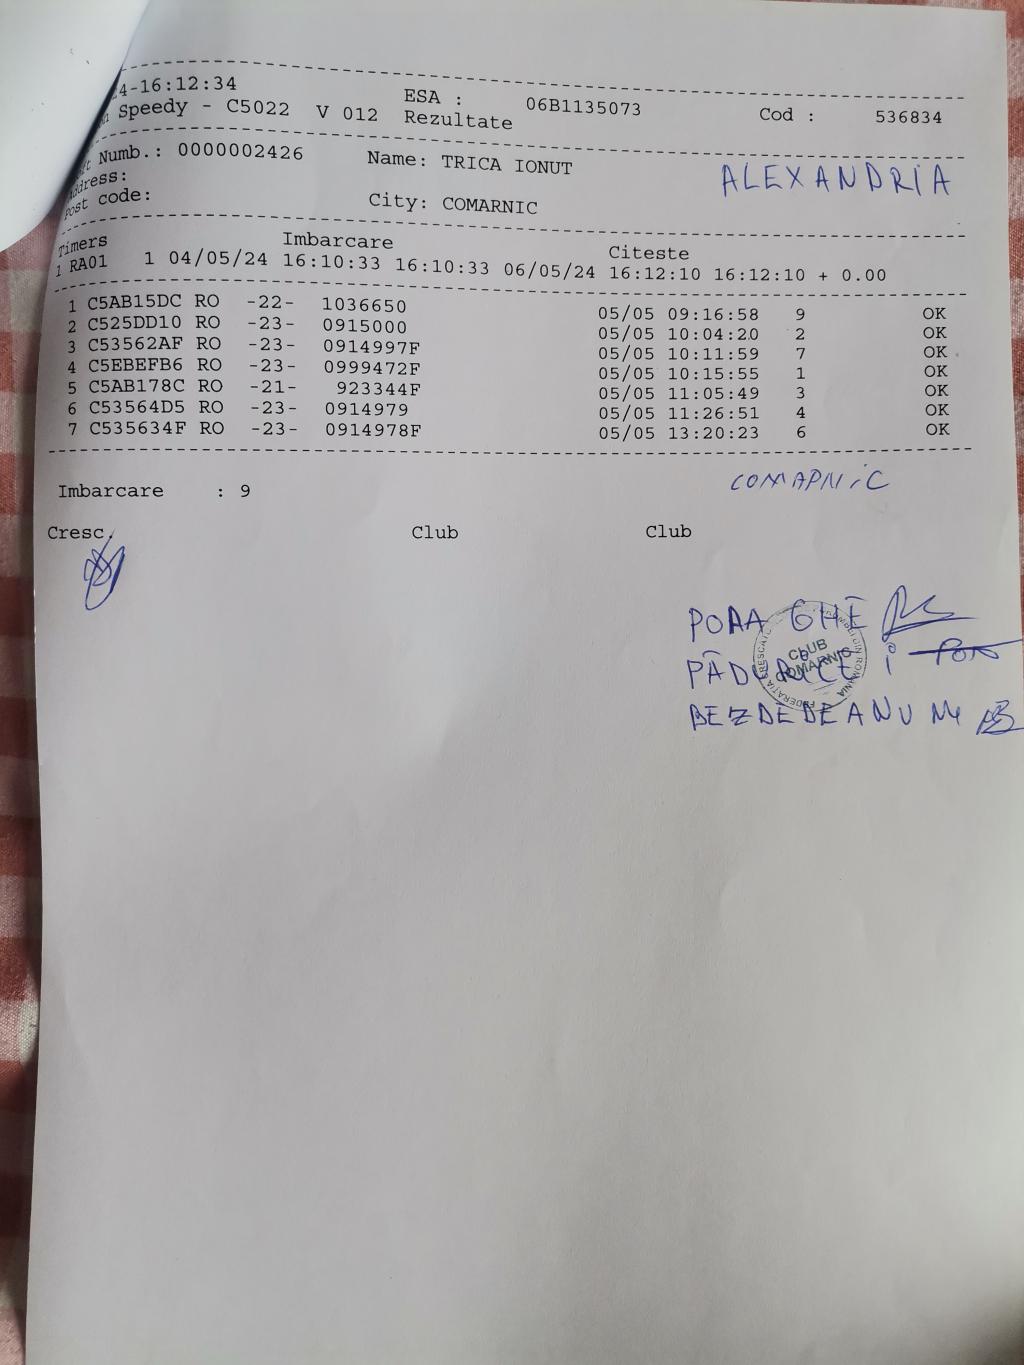 4-16:12:34 ESA : 06B1135073 Cod : 536834
Speedy - C5022 V 012 Rezultate
Numb.: 0000002426 Name: TRICA IONUT
ALEXANDRIA
dress:
Post code: City: COMARNIC
Timers Imbarcare Citeste
1 RA01 1 04/05/24 16:10:33 16:10:33 06/05/24 16:12:10 16:12:10 + 0.00
1 C5AB15DC RO -22- 1036650 05/05 09:16:58 9 OK
2 C525DD10 RO -23- 0915000 05/05 10:04:20 2 OK
3 C53562AF RO -23- 0914997F 05/05 10:11:59 7 OK
4 C5EBEFB6 RO -23- 0999472F 05/05 10:15:55 1 OK
5 C5AB178C RO -21- 923344F 05/05 11:05:49 3 OK
6 C53564D5 RO -23- 0914979 05/05 11:26:51 4 OK
7 C535634F RO -23- 0914978F 05/05 13:20:23 6 OK
COMARNiC
Imbarcare : 9
Cresc. Club Club
POPA GHE
CLUB
COMARNIC
BEZDEDEANU M